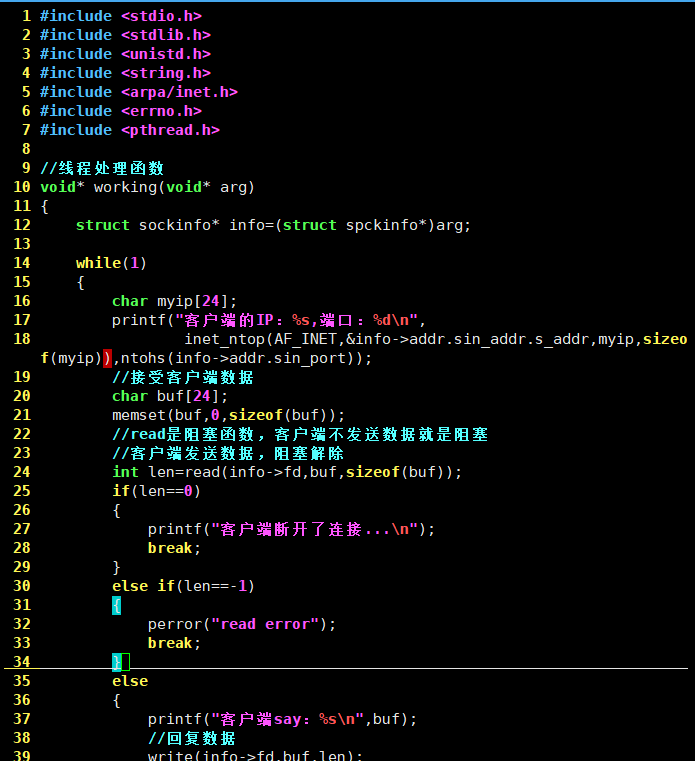 1 #include <stdio.h>
2 #include <stdlib.h>
3 #include <unistd.h>
4 #include <string.h>
5 #include <arpa/inet.h>
6 #include <errno.h>
7 #include <pthread.h>
8
9 //线程处理函数
10 void* working(void* arg)
11 {
12     struct sockinfo* info=(struct spckinfo*)arg;
13
14     while(1)
15     {
16         char myip[24];
17         printf("客户端的IP：%s,端口：%d\n",
18                 inet_ntop(AF_INET,&info->addr.sin_addr.s_addr,myip,sizeo
f(myip)),ntohs(info->addr.sin_port));
19         //接受客户端数据
20         char buf[24];
21         memset(buf,0,sizeof(buf));
22         //read是阻塞函数，客户端不发送数据就是阻塞
23         //客户端发送数据，阻塞解除
24         int len=read(info->fd,buf,sizeof(buf));
25         if(len==0)
26         {
27             printf("客户端断开了连接...\n");
28             break;
29         }
30         else if(len==-1)
31         {
32             perror("read error");
33             break;
34         }
35         else
36         {
37             printf("客户端say：%s\n",buf);
38             //回复数据
39             write(info->fd,buf,len);